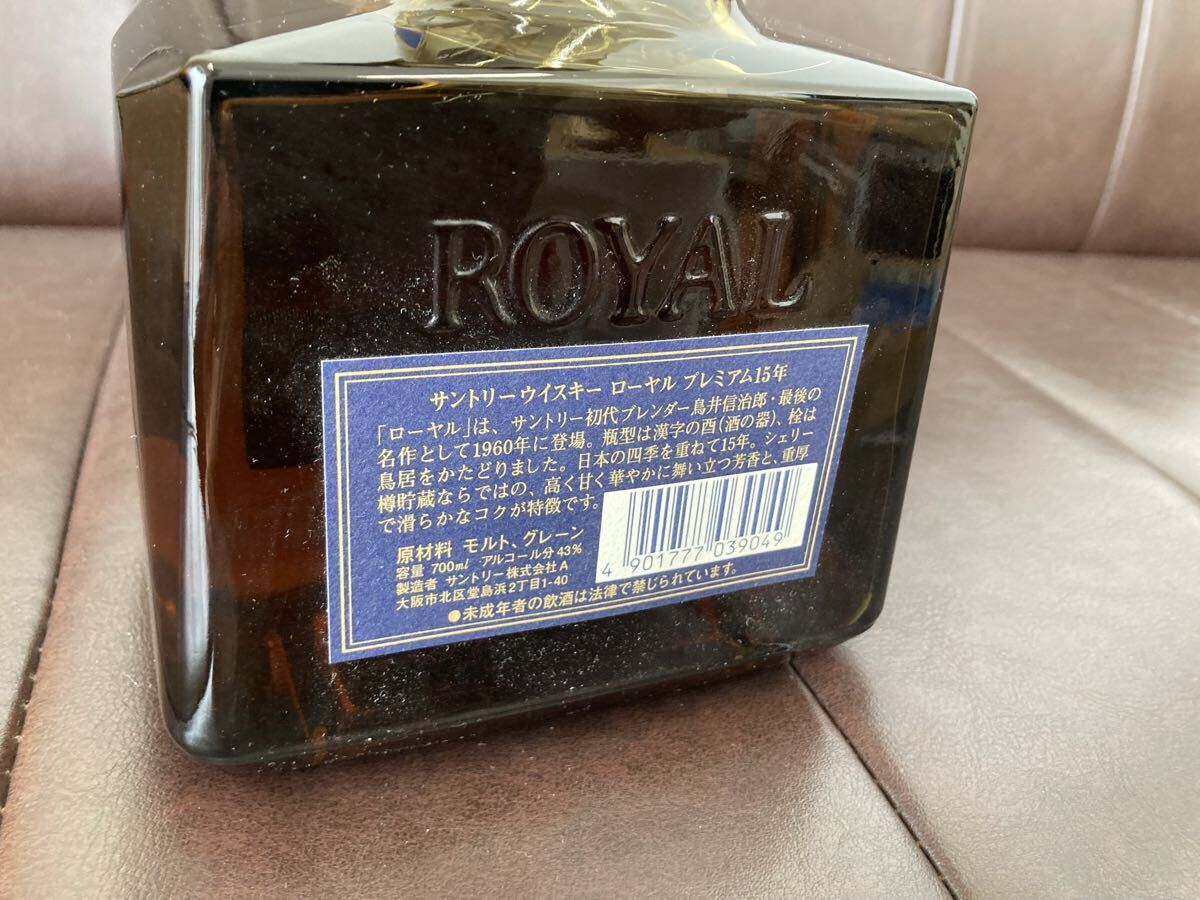 ROYAL
サントリーウイスキー ローヤル プレミアム15年
「ローヤル」は、サントリー初代ブレンダー鳥井信治郎・最後の
名作として1960年に登場。瓶型は漢字の酉(酒の器)、栓は
鳥居をかたどりました。日本の四季を重ねて15年。シェリー
樽貯蔵ならではの、高く甘く華やかに舞い立つ芳香と、重厚
で滑らかなコクが特徴です。
原材料 モルト、グレーン
容量 700ml アルコール分43%
製造者 サントリー株式会社A
大阪市北区堂島浜2丁目1-40
4 901777 039049
●未成年者の飲酒は法律で禁じられています。